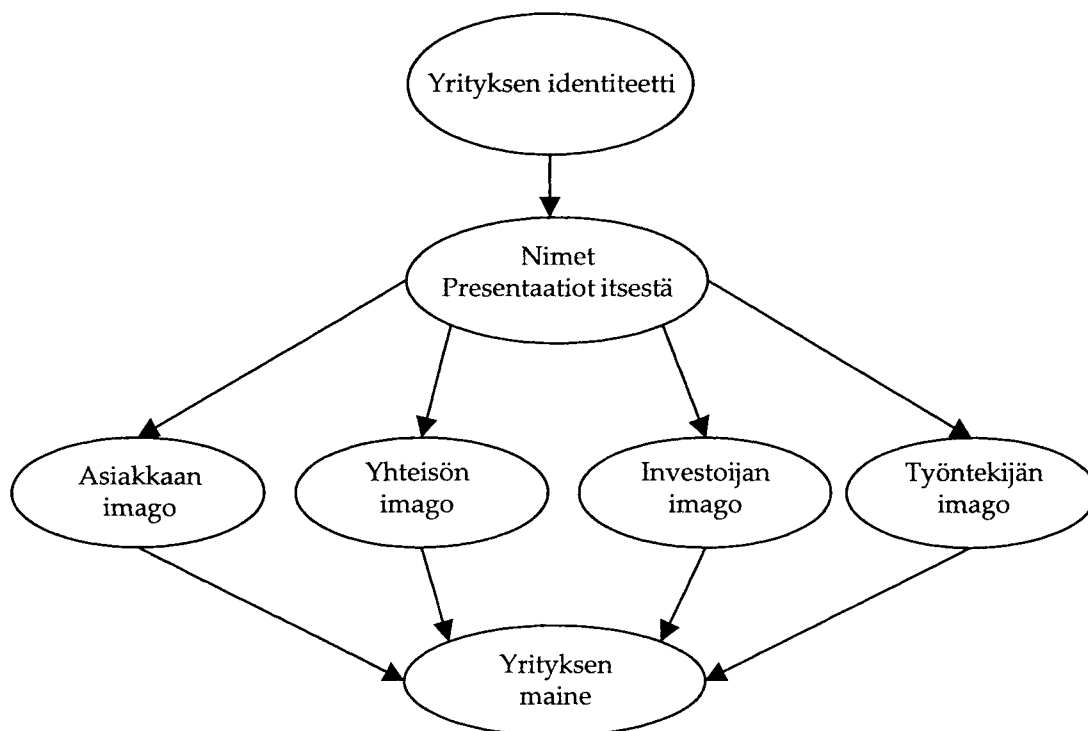 Yrityksen identiteetti
Nimet
Presentaatiot itsestä
Asiakkaan
imago
Yhteisön
imago
Investoijan
imago
Työntekijän
imago
Yrityksen
maine